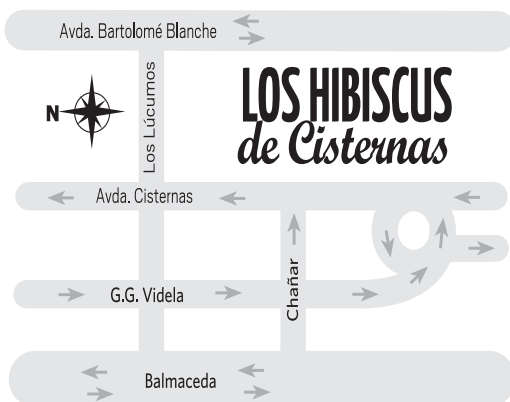 Avda. Bartolomé Blanche
Los Lúcumos
N
LOS HIBISCUS
de Cisternas
Avda. Cisternas
G.G. Videla
Chañar
Balmaceda